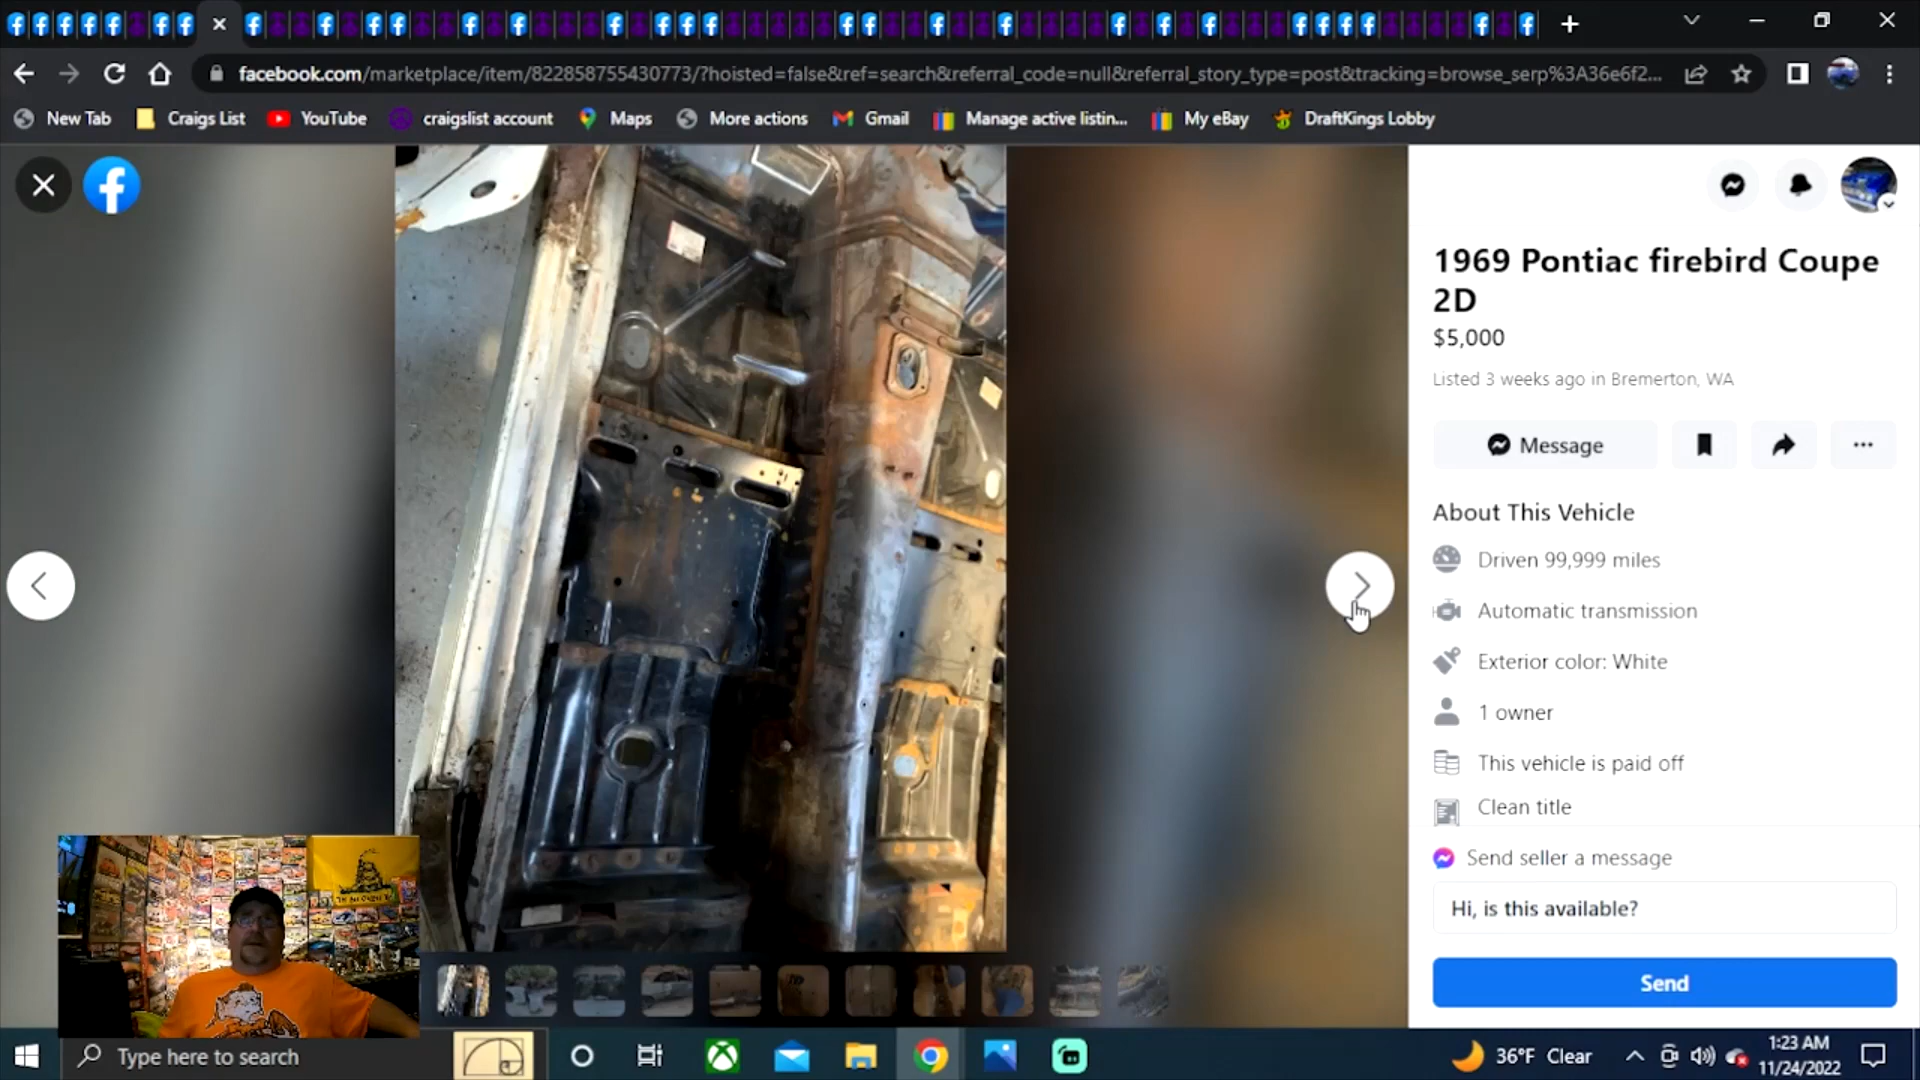 facebook.com/marketplace/item/822858755430773/?hoisted=false&ref=search&referral_code=null&referral_story_type=post&tracking=browse_serp%3A36e6f2...
New Tab
Craigs List
YouTube
craigslist account
Maps
More actions
Gmail
Manage active listin...
My eBay
DraftKings Lobby
1969 Pontiac firebird Coupe
2D
$5,000
Listed 3 weeks ago in Bremerton, WA
Message
About This Vehicle
Driven 99,999 miles
Automatic transmission
Exterior color: White
1 owner
This vehicle is paid off
Clean title
Send seller a message
Hi, is this available?
Send
Type here to search
36°F Clear
1:23 AM
11/24/2022